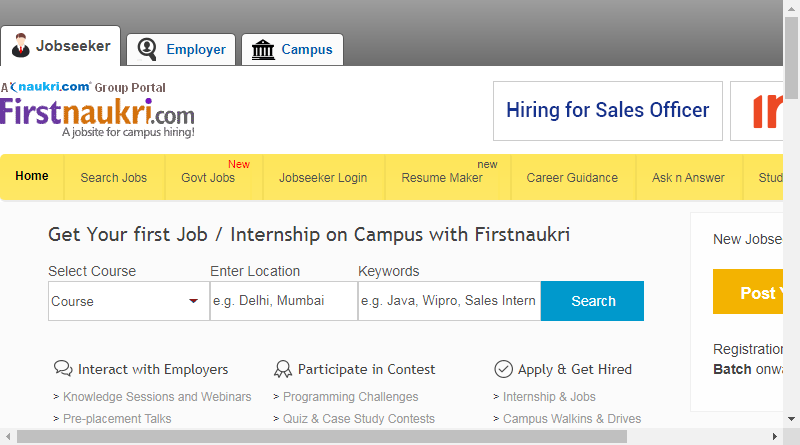 Jobseeker
Employer
Campus
A naukri.com Group Portal
Firstnaukri.com
A jobsite for campus hiring!
Hiring for Sales Officer
Home
Search Jobs
New
Govt Jobs
Jobseeker Login
new
Resume Maker
Career Guidance
Ask n Answer
Get Your first Job / Internship on Campus with Firstnaukri
Select Course
Enter Location
Keywords
Course
e.g. Delhi, Mumbai
e.g. Java, Wipro, Sales Intern
Search
Post
Registration
Batch
Interact with Employers
Participate in Contest
Apply & Get Hired
> Knowledge Sessions and Webinars
> Programming Challenges
> Internship & Jobs
> Pre-placement Talks
> Quiz & Case Study Contests
> Campus Walkins & Drives
New